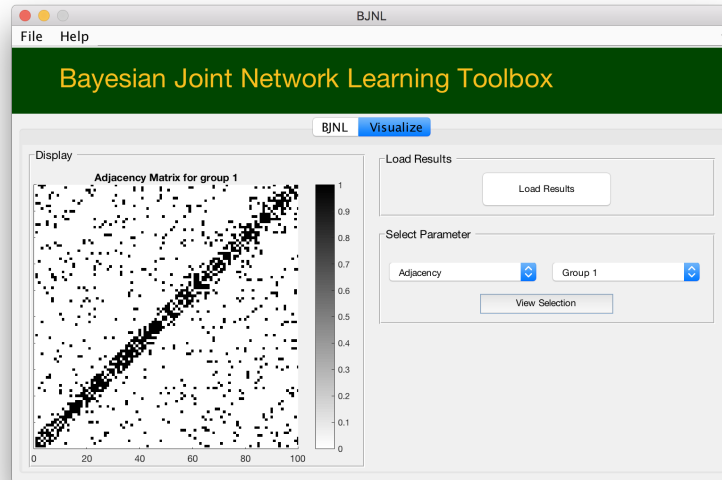 BJNL
File Help
Bayesian Joint Network Learning Toolbox
BJNL Visualize
Display
Adjacency Matrix for group 1
1
0.9
0.8
0.7
0.6
0.5
0.4
0.3
0.2
0.1
0
0 20 40 60 80 100
Load Results
Load Results
Select Parameter
Adjacency Group 1
View Selection